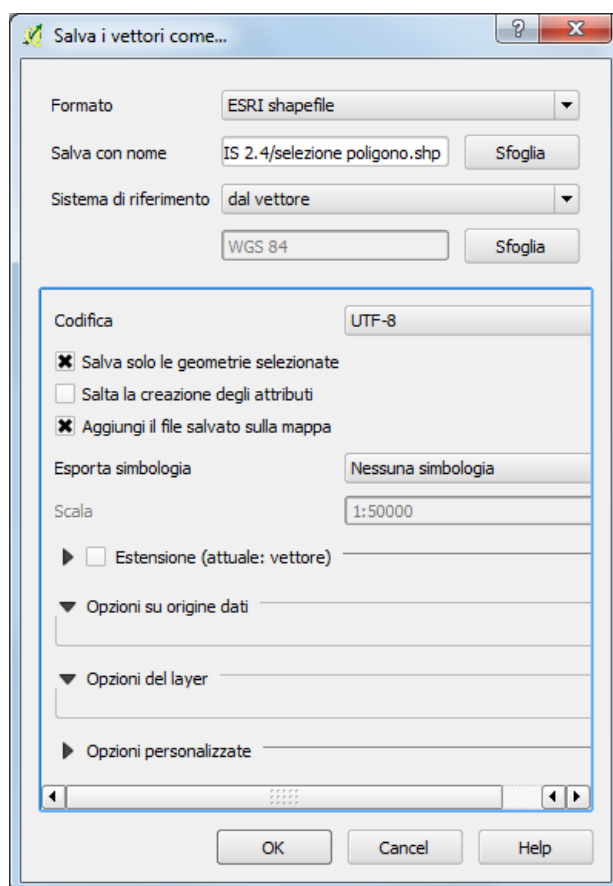 Salva i vettori come...
Formato ESRI shapefile
Salva con nome IS 2.4/selezione poligono.shp Sfoglia
Sistema di riferimento dal vettore
WGS 84 Sfoglia
Codifica UTF-8
Salva solo le geometrie selezionate
Salta la creazione degli attributi
Aggiungi il file salvato sulla mappa
Esporta simbologia Nessuna simbologia
Scala 1:50000
Estensione (attuale: vettore)
Opzioni su origine dati
Opzioni del layer
Opzioni personalizzate
OK Cancel Help